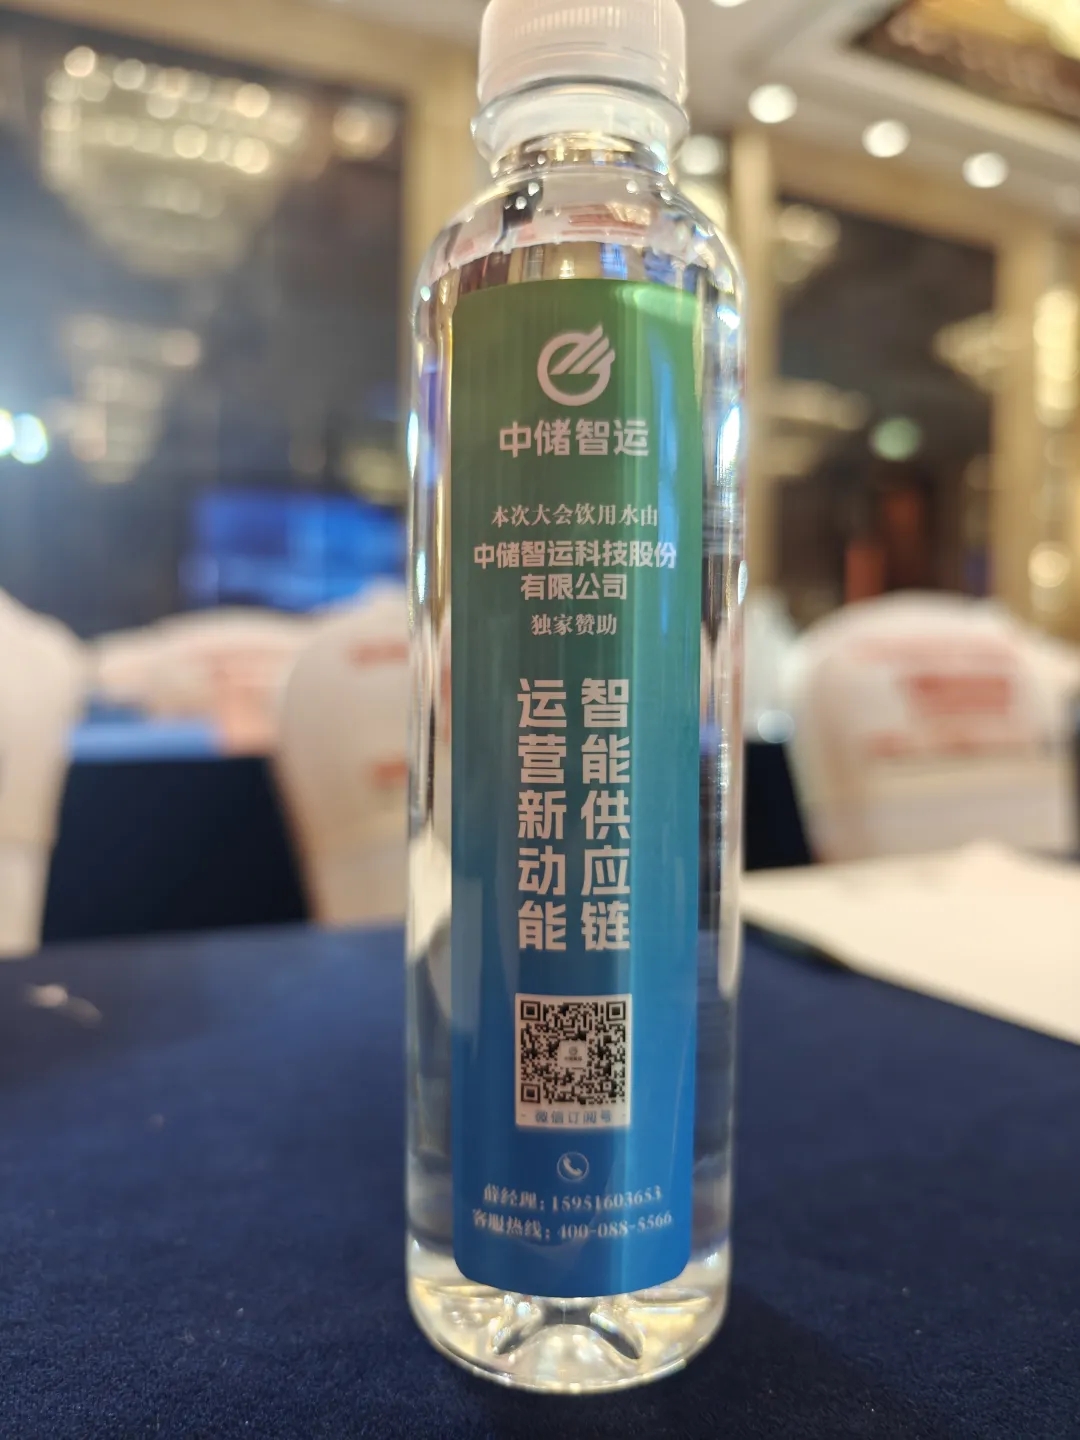 中储智运
本次大会饮用水由
中储智运科技股份
有限公司
独家赞助
智能供应链
运营新动能
微信订阅号
薛经理：15951603653
客服热线：400-088-5566